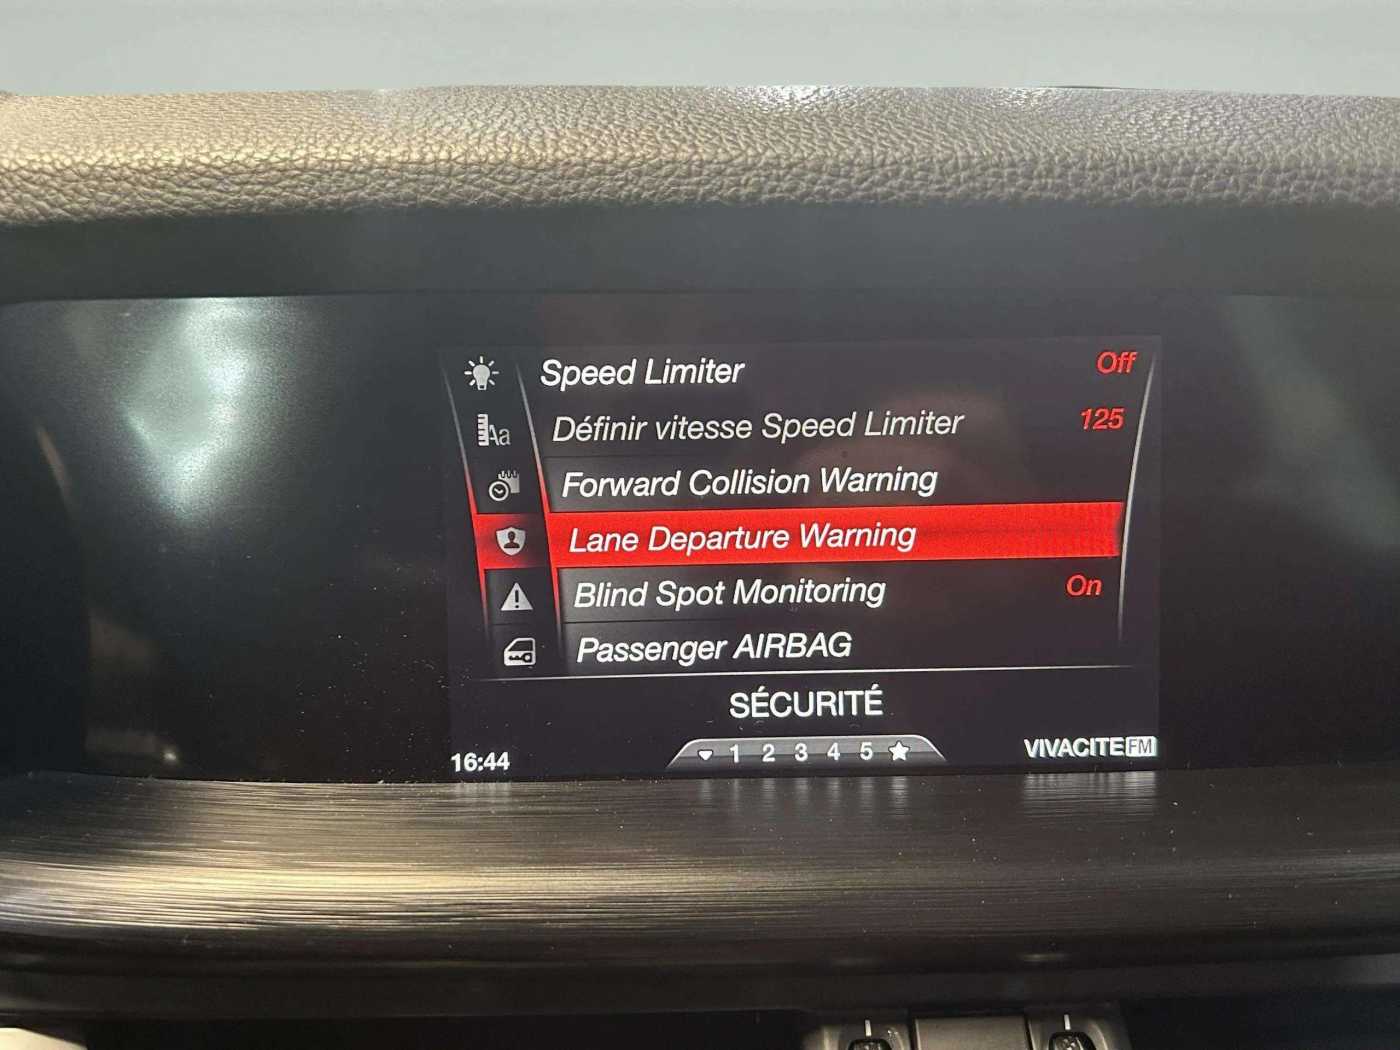 Speed Limiter Off
Aa Définir vitesse Speed Limiter 125
Forward Collision Warning
Lane Departure Warning
Blind Spot Monitoring On
Passenger AIRBAG
SÉCURITÉ
16:44 1 2 3 4 5 VIVACITE FM